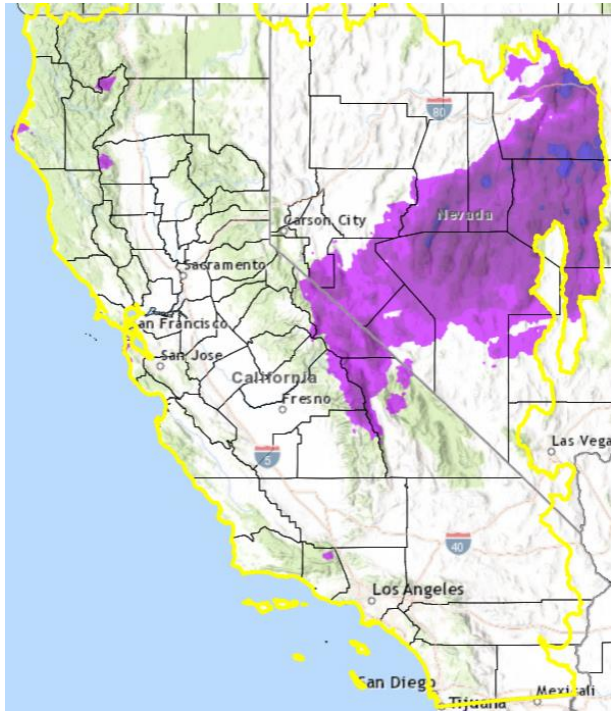 80
Nevada
Carson City
Sacramento
an Francisco
San Jose
California
Fresno
Las Vega
5
40
Los Angeles
San Diego
Tijuana
Mexicali